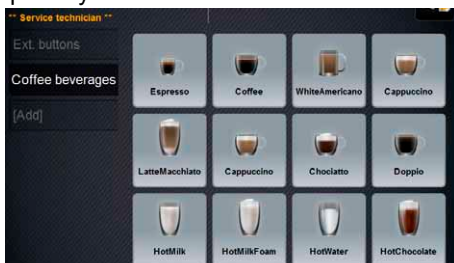 ** Service technician **
Ext. buttons
Coffee beverages
[Add]
Espresso
Coffee
WhiteAmericano
Cappuccino
LatteMacchiato
Cappuccino
Chociatto
Doppio
HotMilk
HotMilkFoam
HotWater
HotChocolate